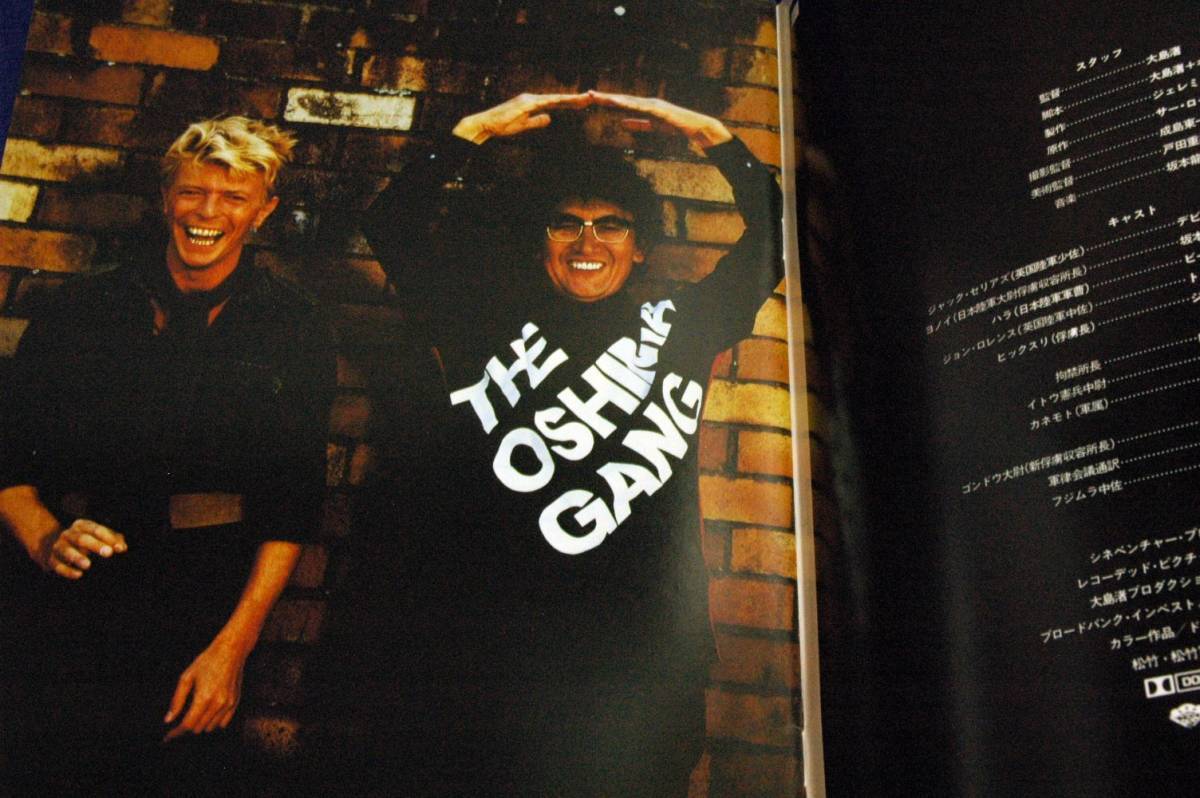 THE
OSHIMA
GANG
スタッフ
監督 大島渚
脚本 大島渚+
製作 ジェレミ
原作 サー・ロ
撮影監督 成島東
美術監督 戸田重
音楽 坂本龍
キャスト
ジャック・セリアズ(英国陸軍少佐) デビ
ヨノイ(日本陸軍大尉俘虜収容所長) 坂本
ハラ(日本陸軍軍曹) ビー
ジョン・ロレンス(英国陸軍中佐) ト
ヒックスリ(俘虜長)
拘禁所長
イトウ憲兵中尉
カネモト(軍属)
ゴンドウ大尉(新俘虜収容所長)
軍律会議通訳
フジムラ中佐
シネベンチャー・プロ
レコーデッド・ピクチ
大島渚プロダクショ
ブロードバンク・インベスト
カラー作品/ド
松竹・松竹
DO